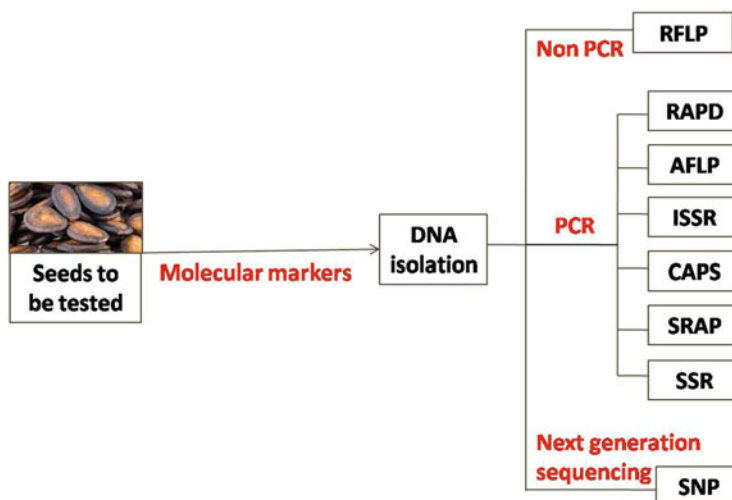 RFLP
Non PCR
RAPD
AFLP
ISSR
CAPS
SRAP
SSR
PCR
DNA
isolation
Molecular markers
Seeds to
be tested
Next generation
sequencing
SNP